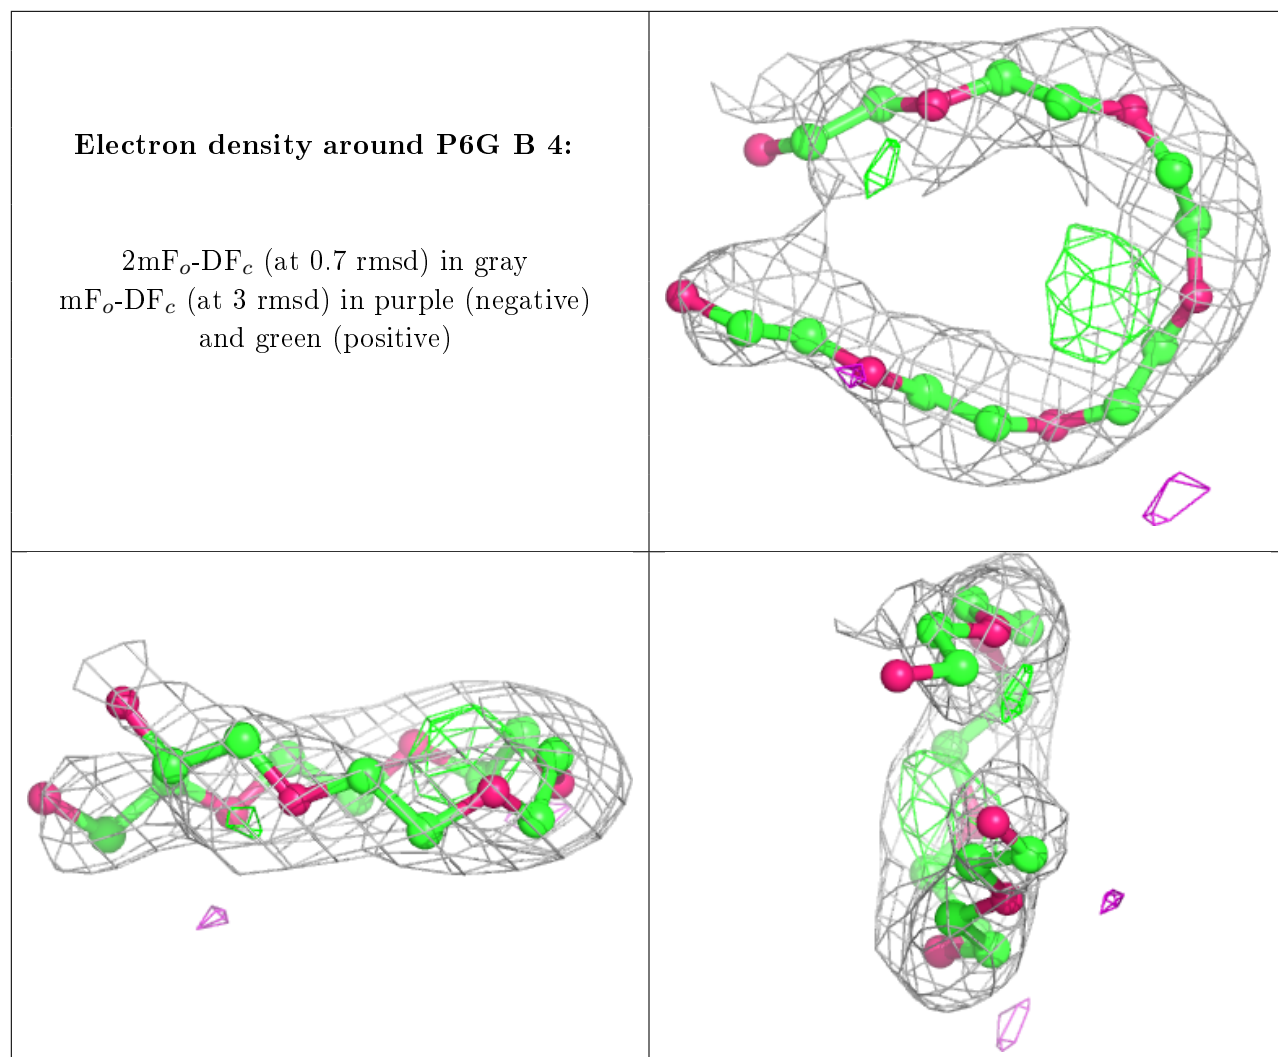 Electron density around P6G B 4:
2mFo-DFc (at 0.7 rmsd) in gray
mFo-DFc (at 3 rmsd) in purple (negative)
and green (positive)